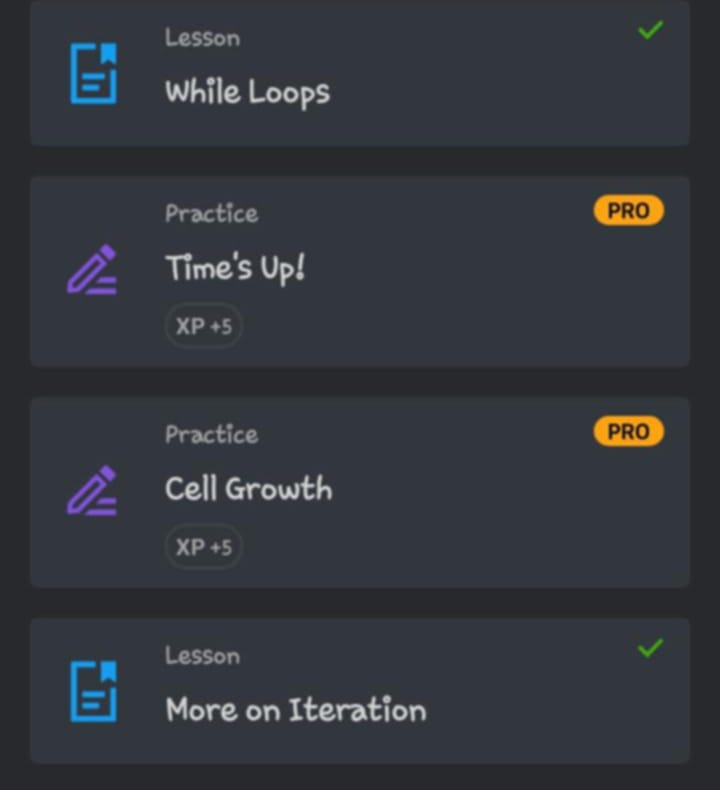 Lesson
While Loops
Practice
PRO
Time's Up!
XP +5
Practice
PRO
Cell Growth
XP +5
Lesson
More on Iteration